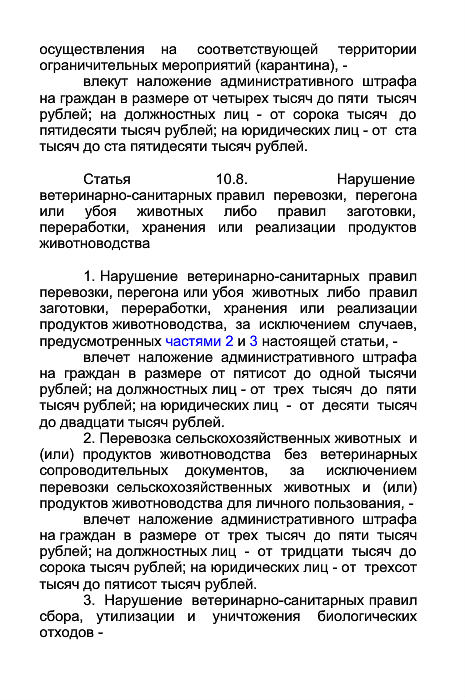 осуществления на соответствующей территории
ограничительных мероприятий (карантина), -
влекут наложение административного штрафа
на граждан в размере от четырех тысяч до пяти тысяч
рублей; на должностных лиц - от сорока тысяч до
пятидесяти тысяч рублей; на юридических лиц - от ста
тысяч до ста пятидесяти тысяч рублей.
Статья 10.8. Нарушение
ветеринарно-санитарных правил перевозки, перегона
или убоя животных либо правил заготовки,
переработки, хранения или реализации продуктов
животноводства
1. Нарушение ветеринарно-санитарных правил
перевозки, перегона или убоя животных либо правил
заготовки, переработки, хранения или реализации
продуктов животноводства, за исключением случаев,
предусмотренных частями 2 и 3 настоящей статьи, -
влечет наложение административного штрафа
на граждан в размере от пятисот до одной тысячи
рублей; на должностных лиц - от трех тысяч до пяти
тысяч рублей; на юридических лиц - от десяти тысяч
до двадцати тысяч рублей.
2. Перевозка сельскохозяйственных животных и
(или) продуктов животноводства без ветеринарных
сопроводительных документов, за исключением
перевозки сельскохозяйственных животных и (или)
продуктов животноводства для личного пользования, -
влечет наложение административного штрафа
на граждан в размере от трех тысяч до пяти тысяч
рублей; на должностных лиц - от тридцати тысяч до
сорока тысяч рублей; на юридических лиц - от трехсот
тысяч до пятисот тысяч рублей.
3. Нарушение ветеринарно-санитарных правил
сбора, утилизации и уничтожения биологических
отходов -